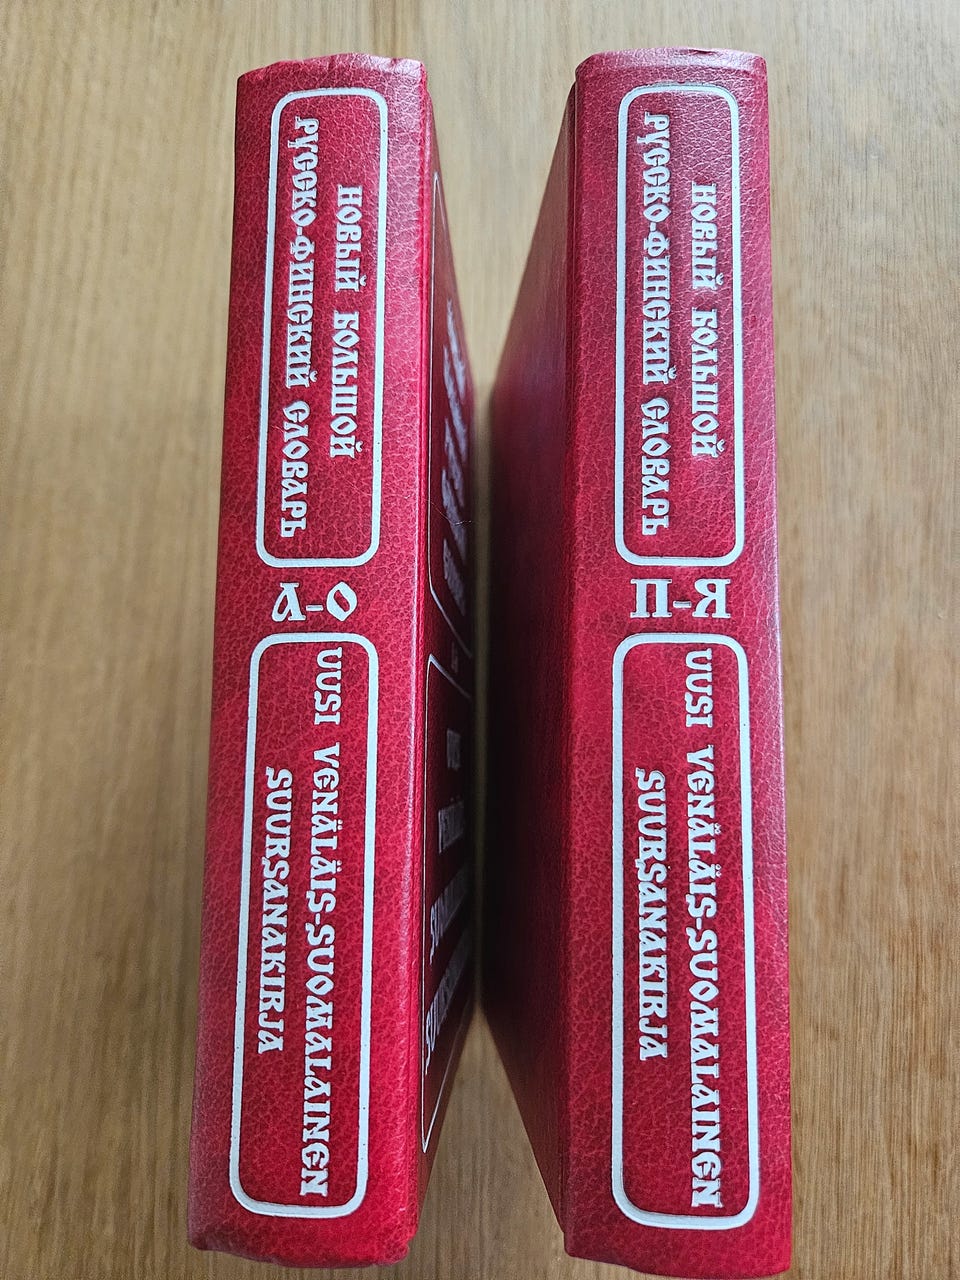 НОВЫЙ БОЛЬШОЙ
РУССКО-ФИНСКИЙ СЛОВАРЬ
А-О
UUSI VENÄLÄIS-SUOMALAINEN
SUURSANAKIRJA
НОВЫЙ БОЛЬШОЙ
РУССКО-ФИНСКИЙ СЛОВАРЬ
П-Я
UUSI VENÄLÄIS-SUOMALAINEN
SUURSANAKIRJA